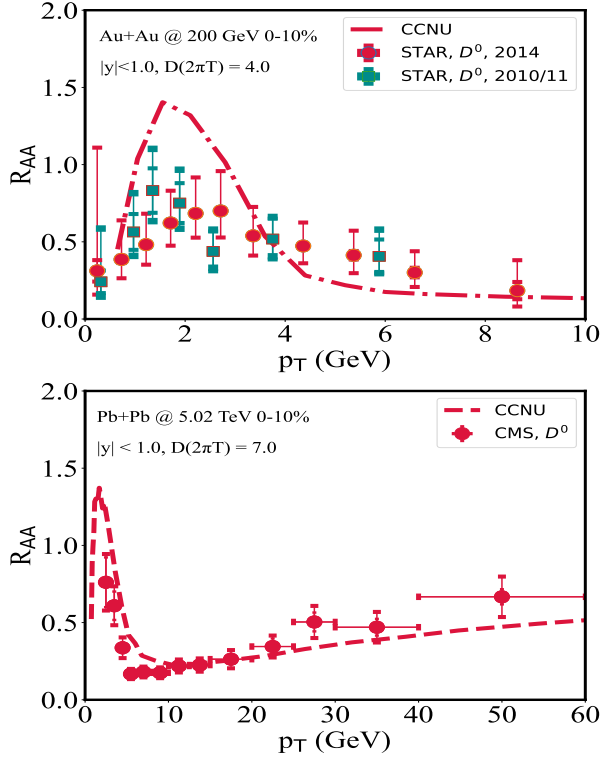 2.0
Au+Au @ 200 GeV 0-10%
|y|<1.0, D(2πT) = 4.0
CCNU
STAR, D⁰, 2014
STAR, D⁰, 2010/11
1.5
1.0
0.5
0.0
R_AA
0 2 4 6 8 10
p_T (GeV)
2.0
Pb+Pb @ 5.02 TeV 0-10%
|y| < 1.0, D(2πT) = 7.0
CCNU
CMS, D⁰
1.5
1.0
0.5
0.0
R_AA
0 10 20 30 40 50 60
p_T (GeV)